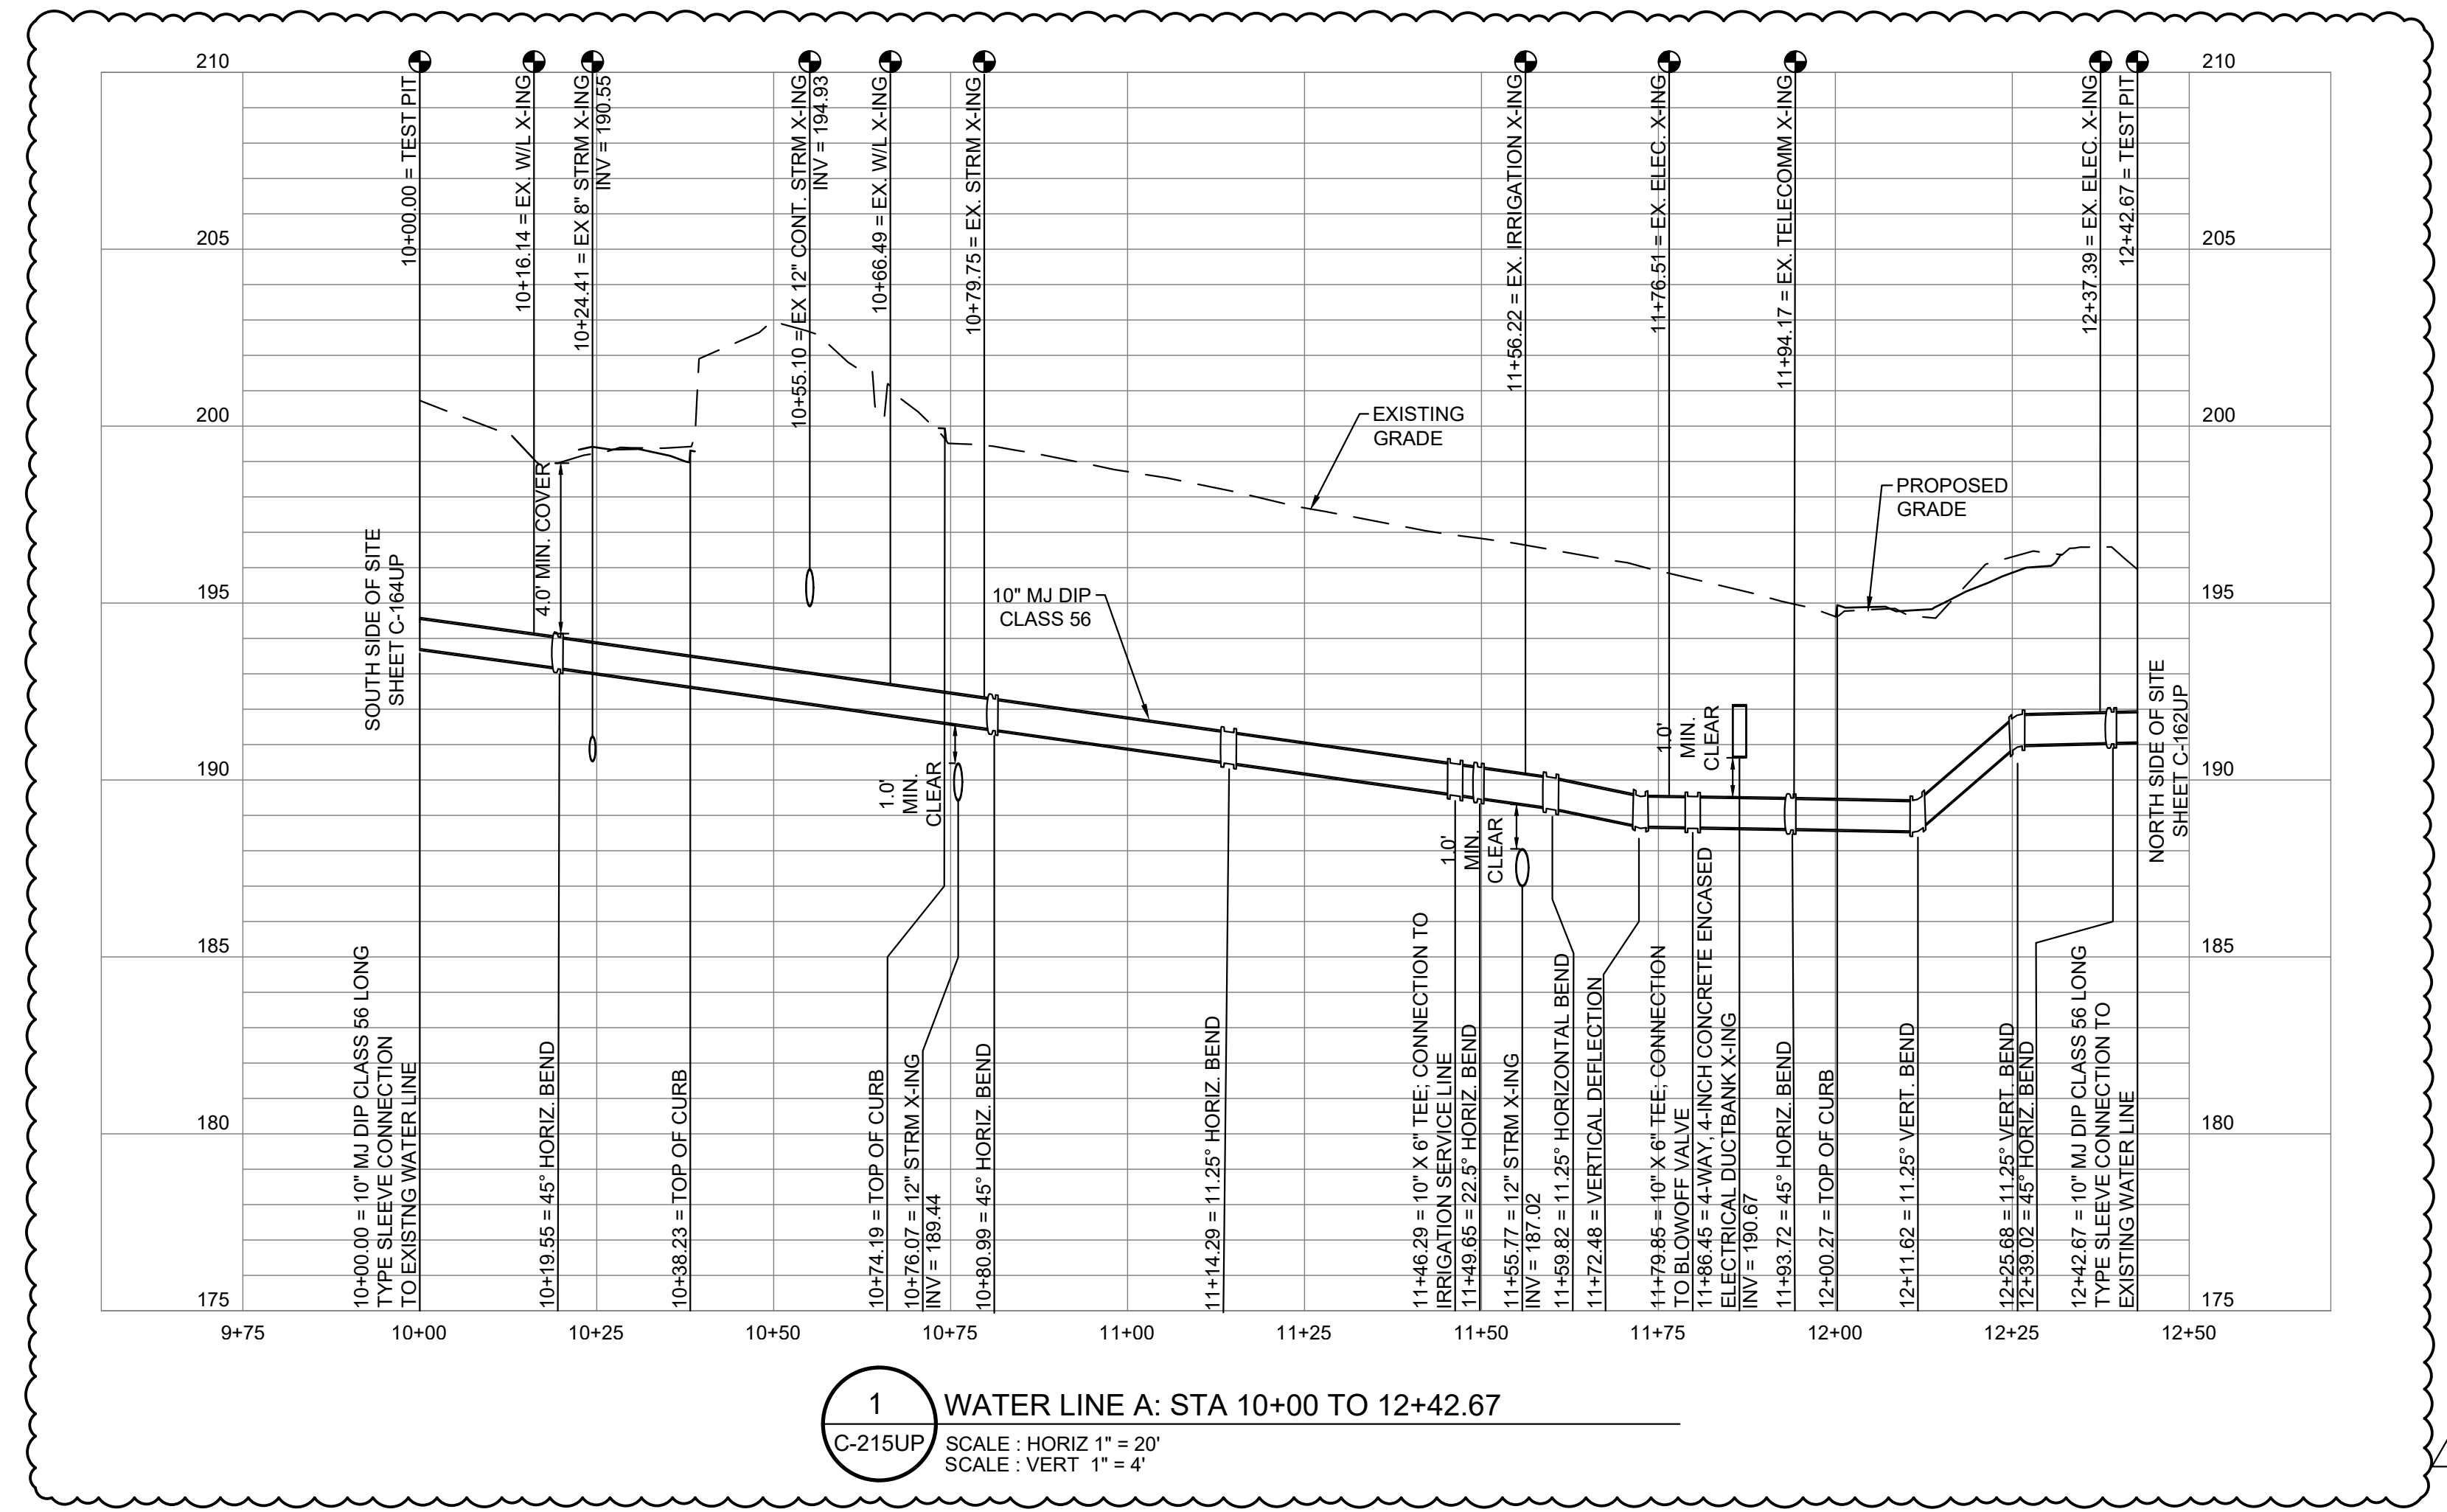 210
205
200
195
190
185
180
175
210
205
200
195
190
185
180
175
10+00.00 = TEST PIT
10+16.14 = EX. W/L X-ING
10+24.41 = EX 8" STRM X-ING
INV = 190.55
10+55.10 = EX 12" CONT. STRM X-ING
INV = 194.93
10+66.49 = EX. W/L X-ING
10+79.75 = EX. STRM X-ING
11+56.22 = EX. IRRIGATION X-ING
11+76.51 = EX. ELEC. X-ING
11+94.17 = EX. TELECOMM X-ING
12+37.39 = EX. ELEC. X-ING
12+42.67 = TEST PIT
EXISTING
GRADE
PROPOSED
GRADE
4.0' MIN. COVER
SOUTH SIDE OF SITE
SHEET C-164UP
10" MJ DIP
CLASS 56
1.0'
MIN.
CLEAR
1.0'
MIN.
CLEAR
1.0'
MIN.
CLEAR
NORTH SIDE OF SITE
SHEET C-162UP
10+00.00 = 10" MJ DIP CLASS 56 LONG
TYPE SLEEVE CONNECTION
TO EXISTNG WATER LINE
10+19.55 = 45° HORIZ. BEND
10+38.23 = TOP OF CURB
10+74.19 = TOP OF CURB
10+76.07 = 12" STRM X-ING
INV = 189.44
10+80.99 = 45° HORIZ. BEND
11+14.29 = 11.25° HORIZ. BEND
11+46.29 = 10" X 6" TEE; CONNECTION TO
IRRIGATION SERVICE LINE
11+49.65 = 22.5° HORIZ. BEND
11+55.77 = 12" STRM X-ING
INV = 187.02
11+59.82 = 11.25° HORIZONTAL BEND
11+72.48 = VERTICAL DEFLECTION
11+79.85 = 10" X 6" TEE; CONNECTION
TO BLOWOFF VALVE
11+86.45 = 4-WAY, 4-INCH CONCRETE ENCASED
ELECTRICAL DUCTBANK X-ING
INV = 190.67
11+93.72 = 45° HORIZ. BEND
12+00.27 = TOP OF CURB
12+11.62 = 11.25° VERT. BEND
12+25.68 = 11.25° VERT. BEND
12+39.02 = 45° HORIZ. BEND
12+42.67 = 10" MJ DIP CLASS 56 LONG
TYPE SLEEVE CONNECTION TO
EXISTING WATER LINE
9+75
10+00
10+25
10+50
10+75
11+00
11+25
11+50
11+75
12+00
12+25
12+50
1
C-215UP
WATER LINE A: STA 10+00 TO 12+42.67
SCALE : HORIZ 1" = 20'
SCALE : VERT 1" = 4'